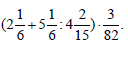 (2 1/6 + 5 1/6 : 4 2/15) · 3/82.